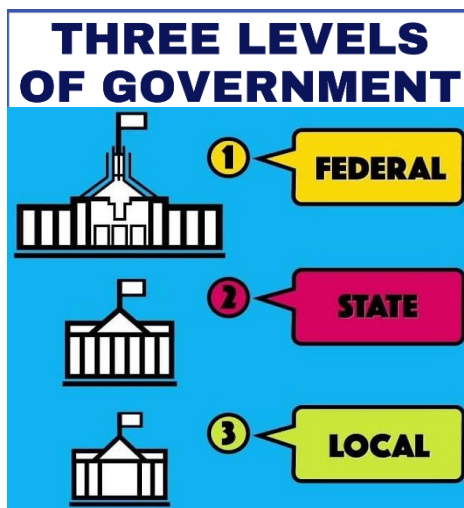 THREE LEVELS
OF GOVERNMENT
1 FEDERAL
2 STATE
3 LOCAL